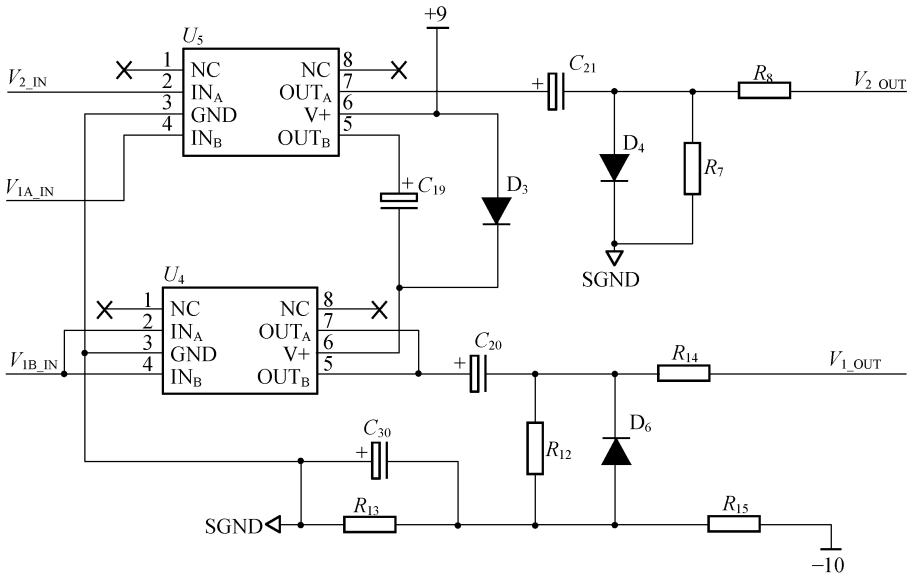 +9
U5
1 NC NC 8
V2_IN 2 INA OUTA 7
3 GND V+ 6
4 INB OUTB 5
V1A_IN
+ C21
R8
V2_OUT
D4
R7
SGND
+ C19
D3
U4
1 NC NC 8
2 INA OUTA 7
3 GND V+ 6
V1B_IN 4 INB OUTB 5
+ C20
R14
V1_OUT
+ C30
R12
D6
SGND
R13
R15
−10